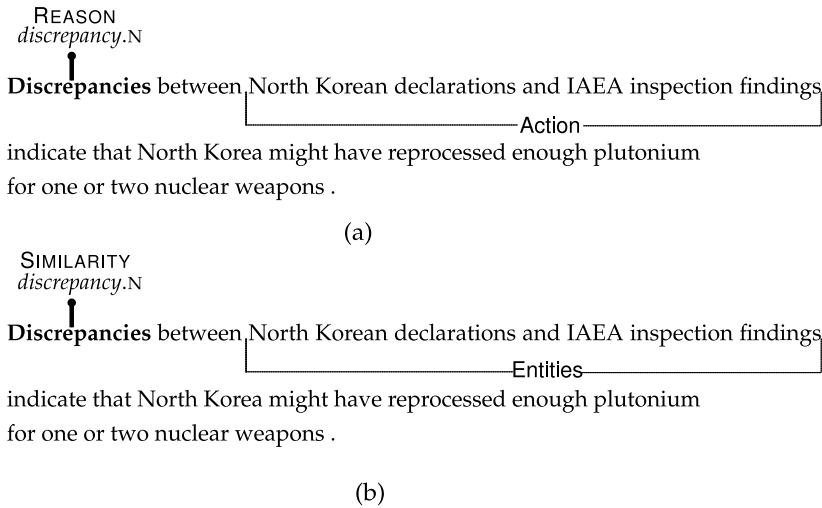 REASON
discrepancy.N
Discrepancies between North Korean declarations and IAEA inspection findings
Action
indicate that North Korea might have reprocessed enough plutonium
for one or two nuclear weapons .
(a)
SIMILARITY
discrepancy.N
Discrepancies between North Korean declarations and IAEA inspection findings
Entities
indicate that North Korea might have reprocessed enough plutonium
for one or two nuclear weapons .
(b)